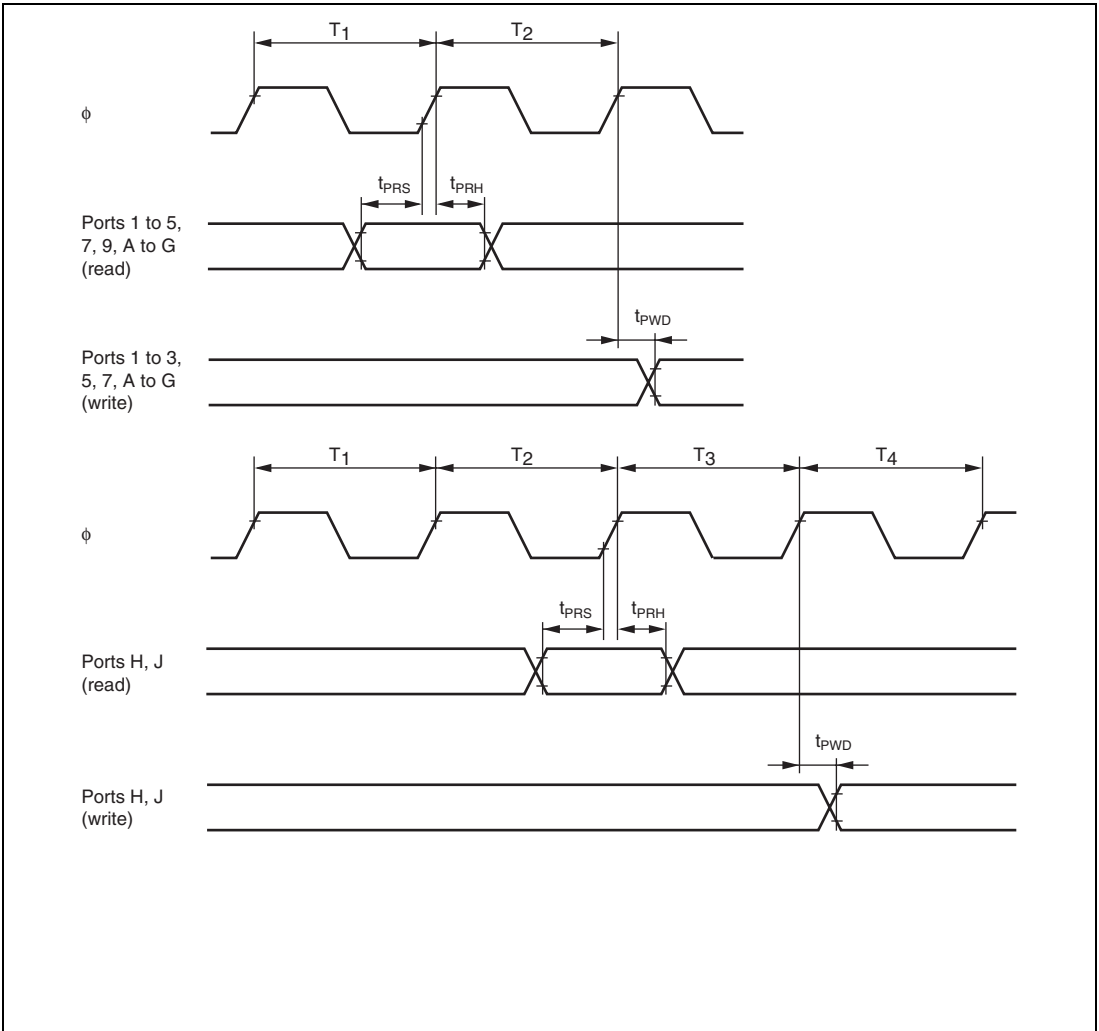 T1 T2
φ
tPRS tPRH
Ports 1 to 5,
7, 9, A to G
(read)
tPWD
Ports 1 to 3,
5, 7, A to G
(write)
T1 T2 T3 T4
φ
tPRS tPRH
Ports H, J
(read)
tPWD
Ports H, J
(write)